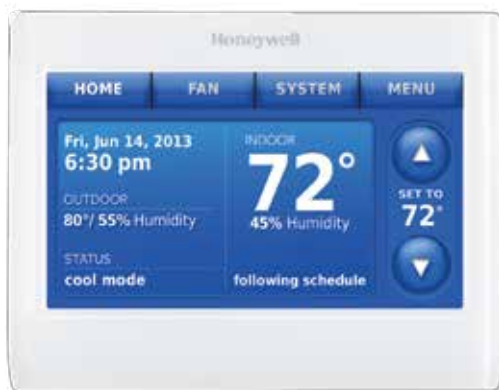 Honeywell
HOME FAN SYSTEM MENU
Fri, Jun 14, 2013
6:30 pm
OUTDOOR
80°/ 55% Humidity
STATUS
cool mode
INDOOR
72°
45% Humidity
following schedule
SET TO
72°